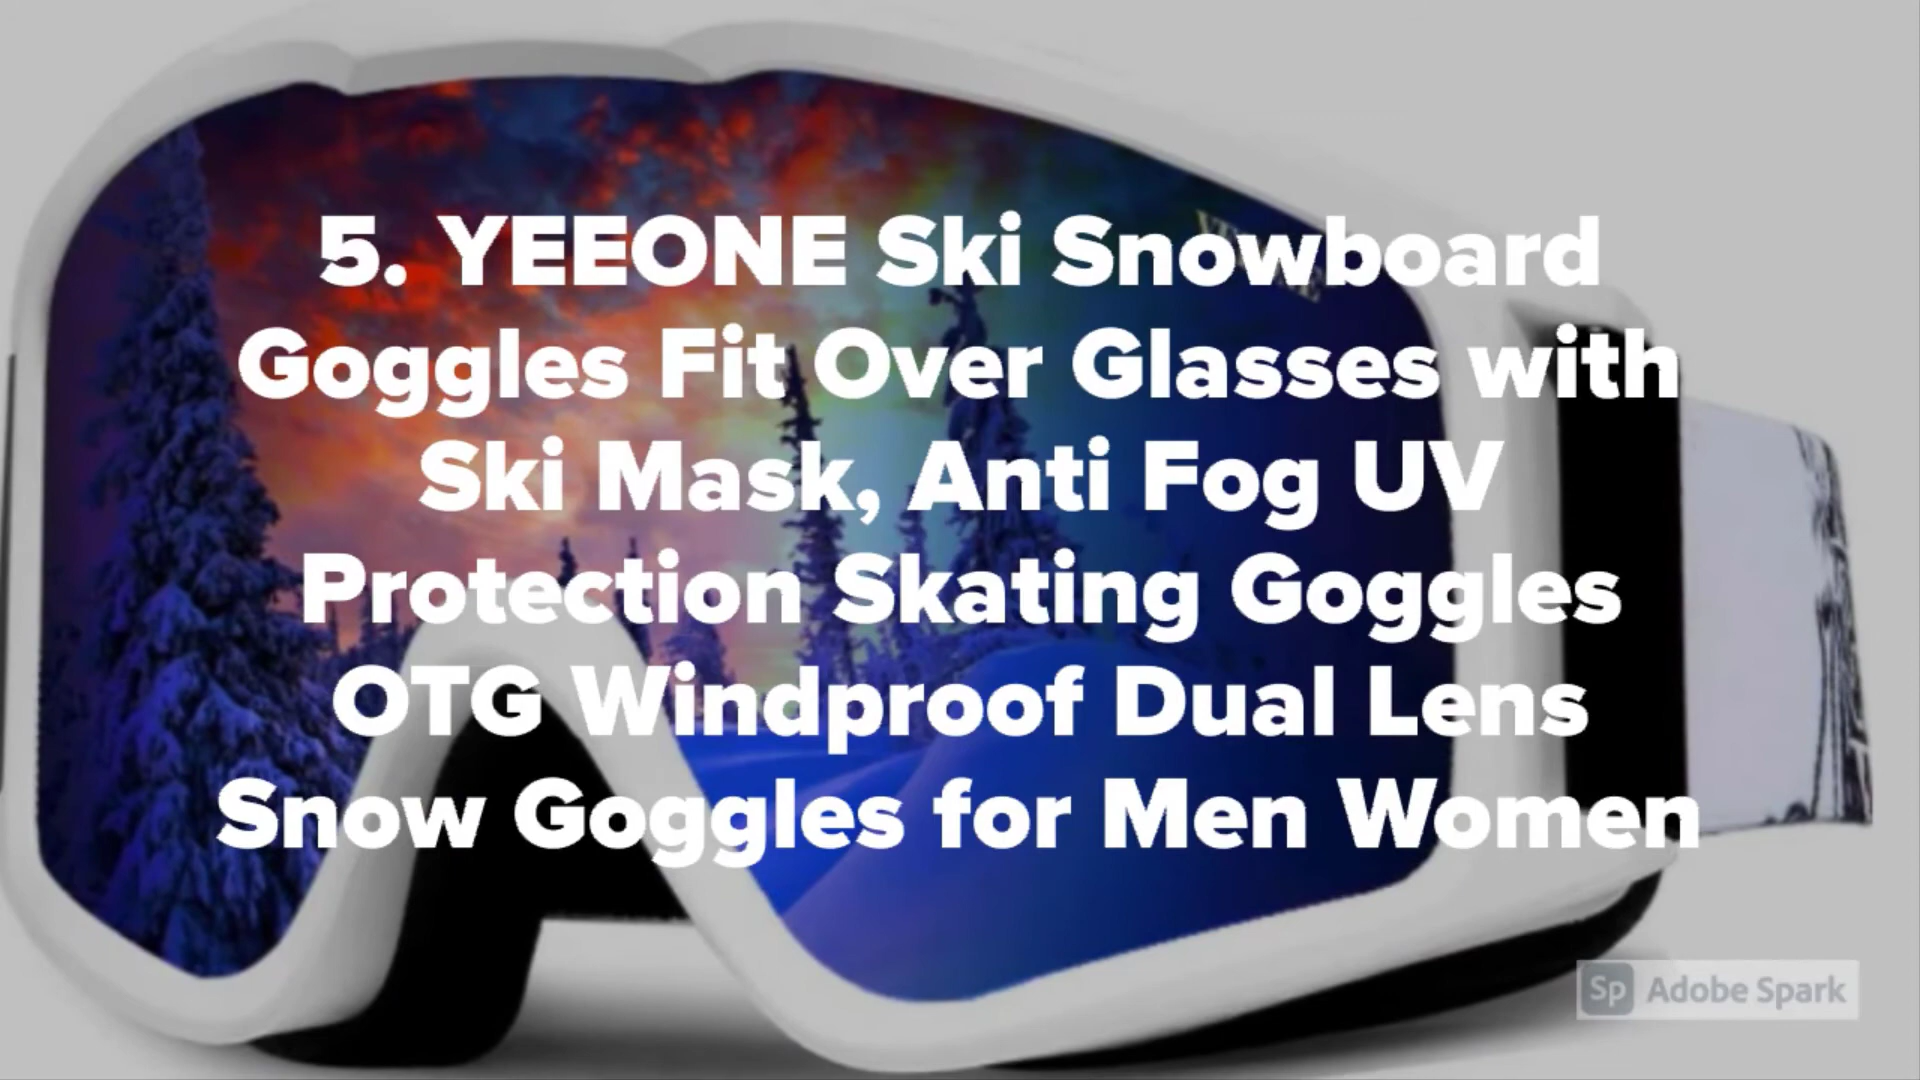 5. YEEONE Ski Snowboard
Goggles Fit Over Glasses with
Ski Mask, Anti Fog UV
Protection Skating Goggles
OTG Windproof Dual Lens
Snow Goggles for Men Women
Sp Adobe Spark